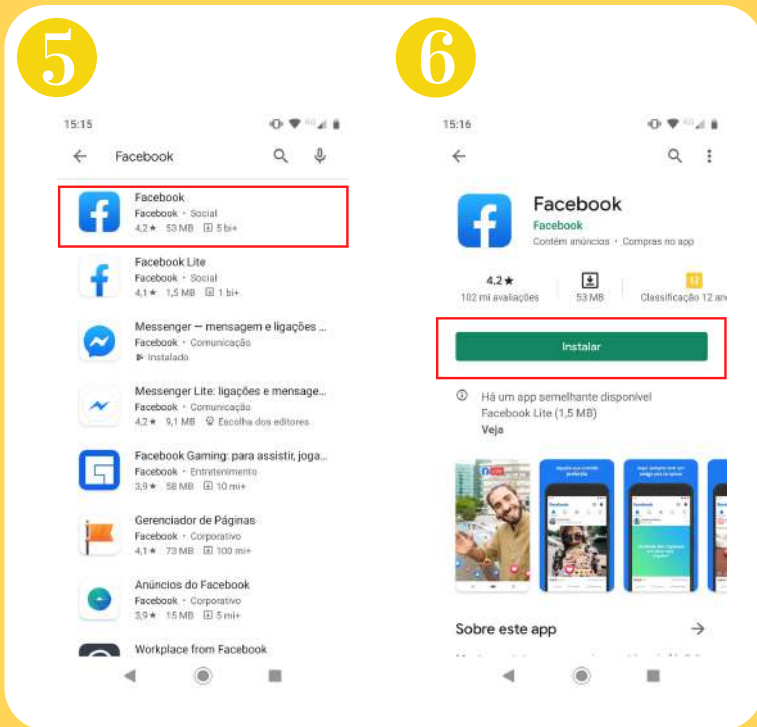 5
15:15
Facebook
Facebook
Facebook · Social
4,2★ 53 MB 5 bi+
Facebook Lite
Facebook · Social
4,1★ 1,5 MB 1 bi+
Messenger — mensagem e ligações ...
Facebook · Comunicação
Instalado
Messenger Lite: ligações e mensage...
Facebook · Comunicação
4,2★ 9,1 MB Escolha dos editores
Facebook Gaming: para assistir, joga...
Facebook · Entretenimento
3,9★ 58 MB 10 mi+
Gerenciador de Páginas
Facebook · Corporativo
4,1★ 73 MB 100 mi+
Anúncios do Facebook
Facebook · Corporativo
3,9★ 15 MB 5 mi+
Workplace from Facebook
6
15:16
Facebook
Facebook
Contém anúncios · Compras no app
4,2★
102 mi avaliações
53 MB
12
Classificação 12 an
Instalar
Há um app semelhante disponível
Facebook Lite (1,5 MB)
Veja
Sobre este app